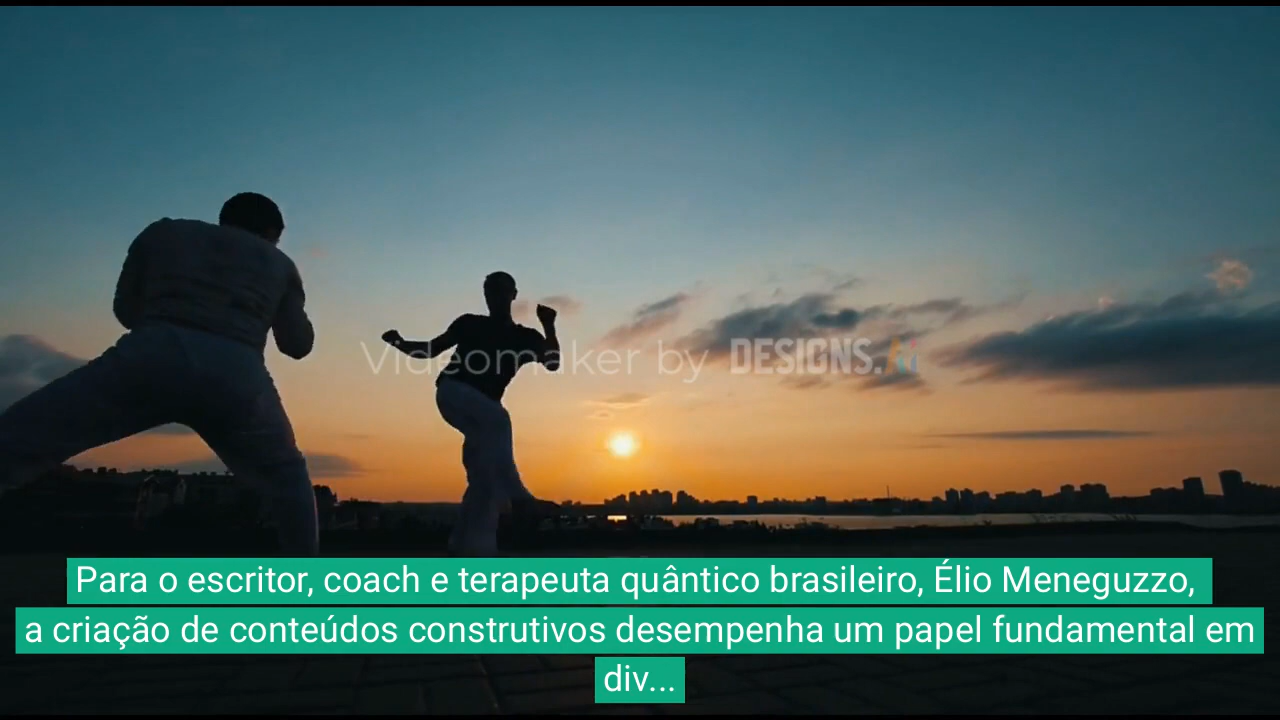 Videomaker by DESIGNS.Ai
Para o escritor, coach e terapeuta quântico brasileiro, Élio Meneguzzo,
a criação de conteúdos construtivos desempenha um papel fundamental em
div...